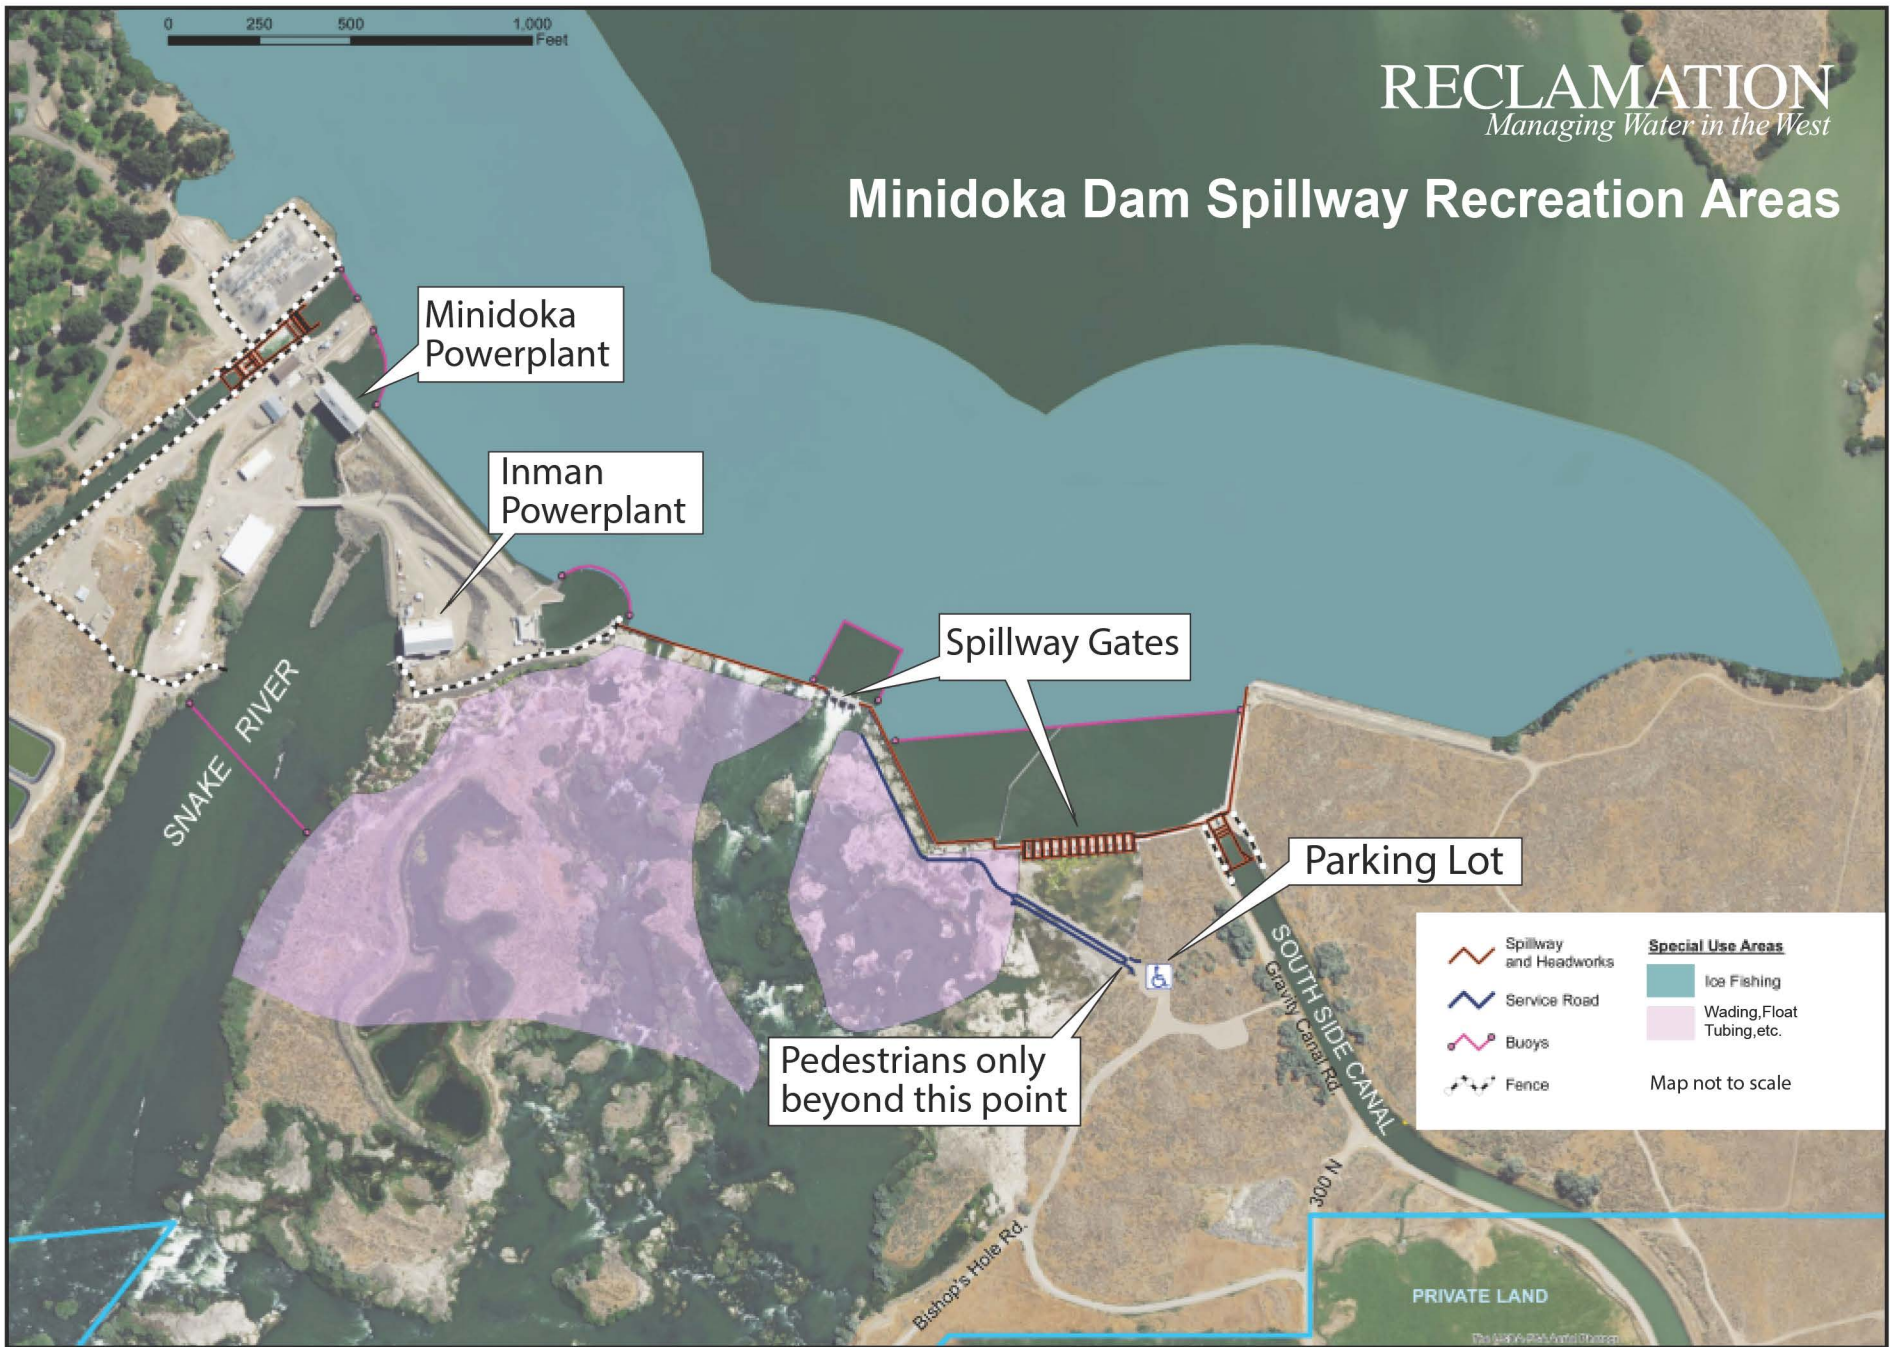 0 250 500 1,000
Feet
RECLAMATION
Managing Water in the West
Minidoka Dam Spillway Recreation Areas
Minidoka
Powerplant
Inman
Powerplant
Spillway Gates
SNAKE RIVER
Parking Lot
Pedestrians only
beyond this point
SOUTH SIDE CANAL
Gravity Canal Rd.
300 N
Bishop's Hole Rd.
PRIVATE LAND
Spillway
and Headworks
Service Road
Buoys
Fence
Special Use Areas
Ice Fishing
Wading,Float
Tubing,etc.
Map not to scale